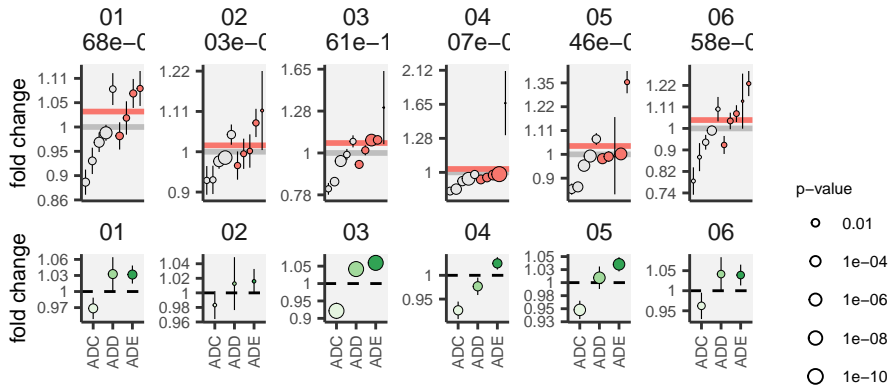 01 02 03 04 05 06
68e−0 03e−0 61e−1 07e−0 46e−0 58e−0
fold change
1.11 1.05 1 0.95 0.9 0.86
1.22 1.11 1 0.9
1.65 1.28 1 0.78
2.12 1.65 1.28 1
1.35 1.22 1.11 1 0.9
1.22 1.11 1.05 1 0.9 0.82 0.74
01 02 03 04 05 06
fold change
1.06 1.03 1 0.97
1.04 1.02 1 0.98 0.96
1.05 1 0.95 0.9
1 0.95
1.05 1.03 1 0.98 0.95 0.93
1.05 1 0.95
ADC ADD ADE
ADC ADD ADE
ADC ADD ADE
ADC ADD ADE
ADC ADD ADE
ADC ADD ADE
p−value
0.01
1e−04
1e−06
1e−08
1e−10